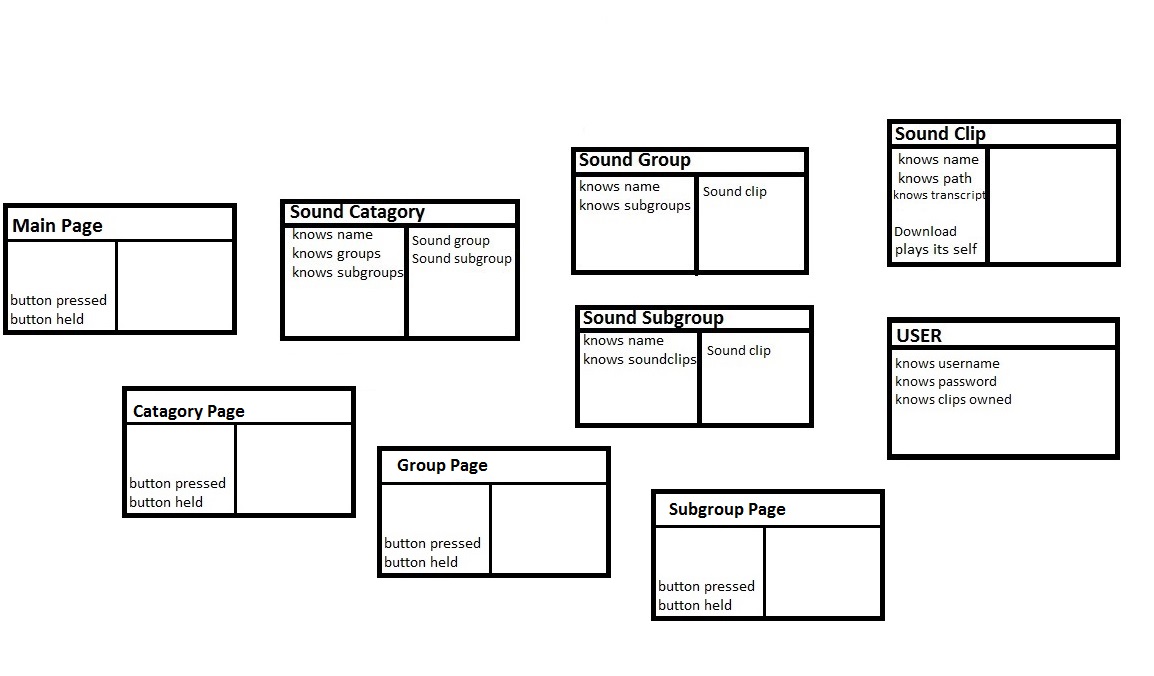 Main Page
button pressed
button held
Sound Catagory
knows name
knows groups
knows subgroups
Sound group
Sound subgroup
Sound Group
knows name
knows subgroups
Sound clip
Sound Clip
knows name
knows path
knows transcript
Download
plays its self
Sound Subgroup
knows name
knows soundclips
Sound clip
USER
knows username
knows password
knows clips owned
Catagory Page
button pressed
button held
Group Page
button pressed
button held
Subgroup Page
button pressed
button held